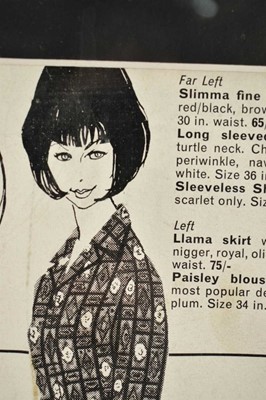 Far Left
Slimma fine
red/black, brow
30 in. waist. 65,
Long sleeved
turtle neck. Ch
periwinkle, nav
white. Size 36 i
Sleeveless Sl
scarlet only. Siz
Left
Llama skirt w
nigger, royal, oli
waist. 75/-
Paisley blous
most popular de
plum. Size 34 in.